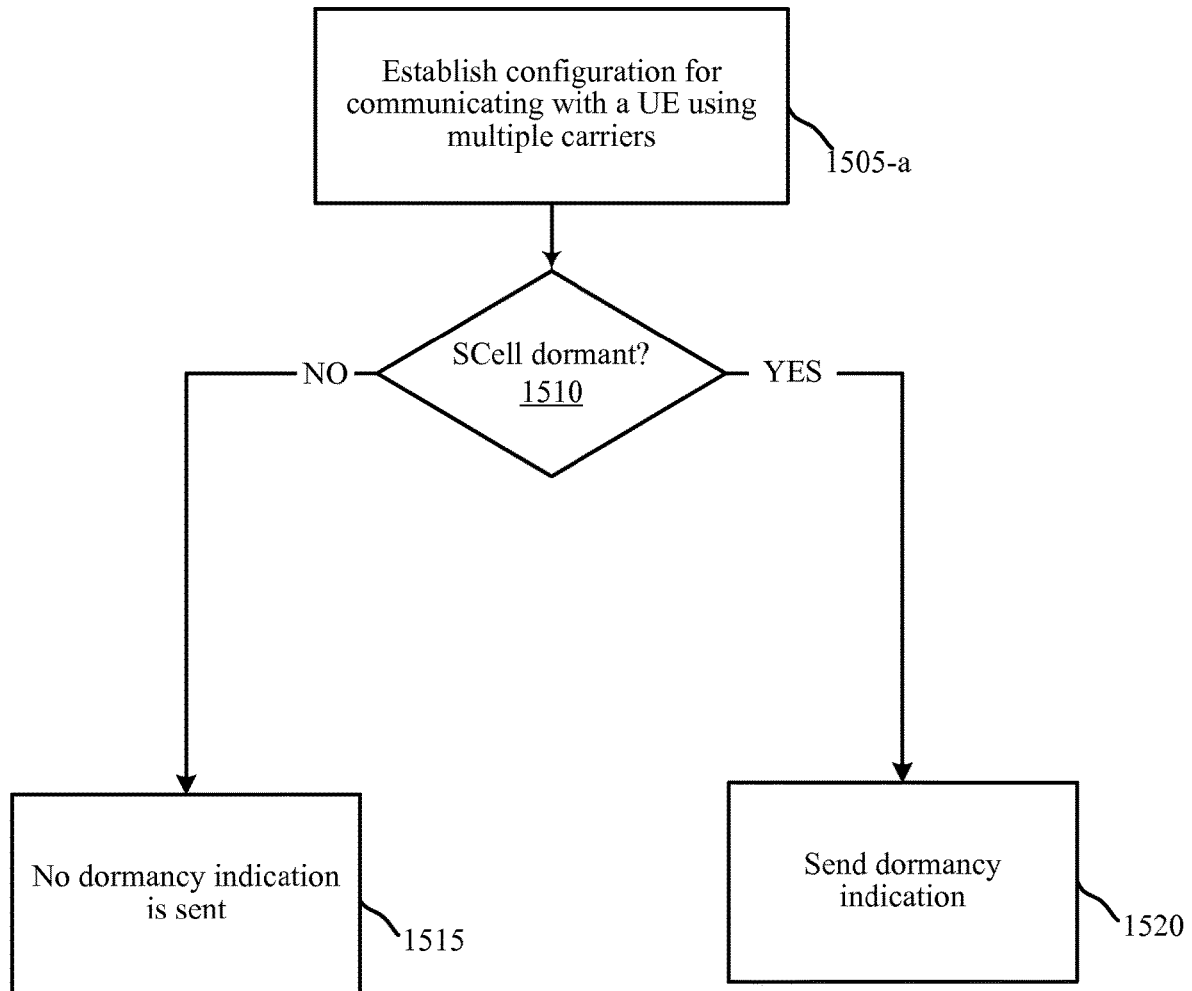 Establish configuration for
communicating with a UE using
multiple carriers
1505-a
SCell dormant?
1510
NO
YES
No dormancy indication
is sent
1515
Send dormancy
indication
1520